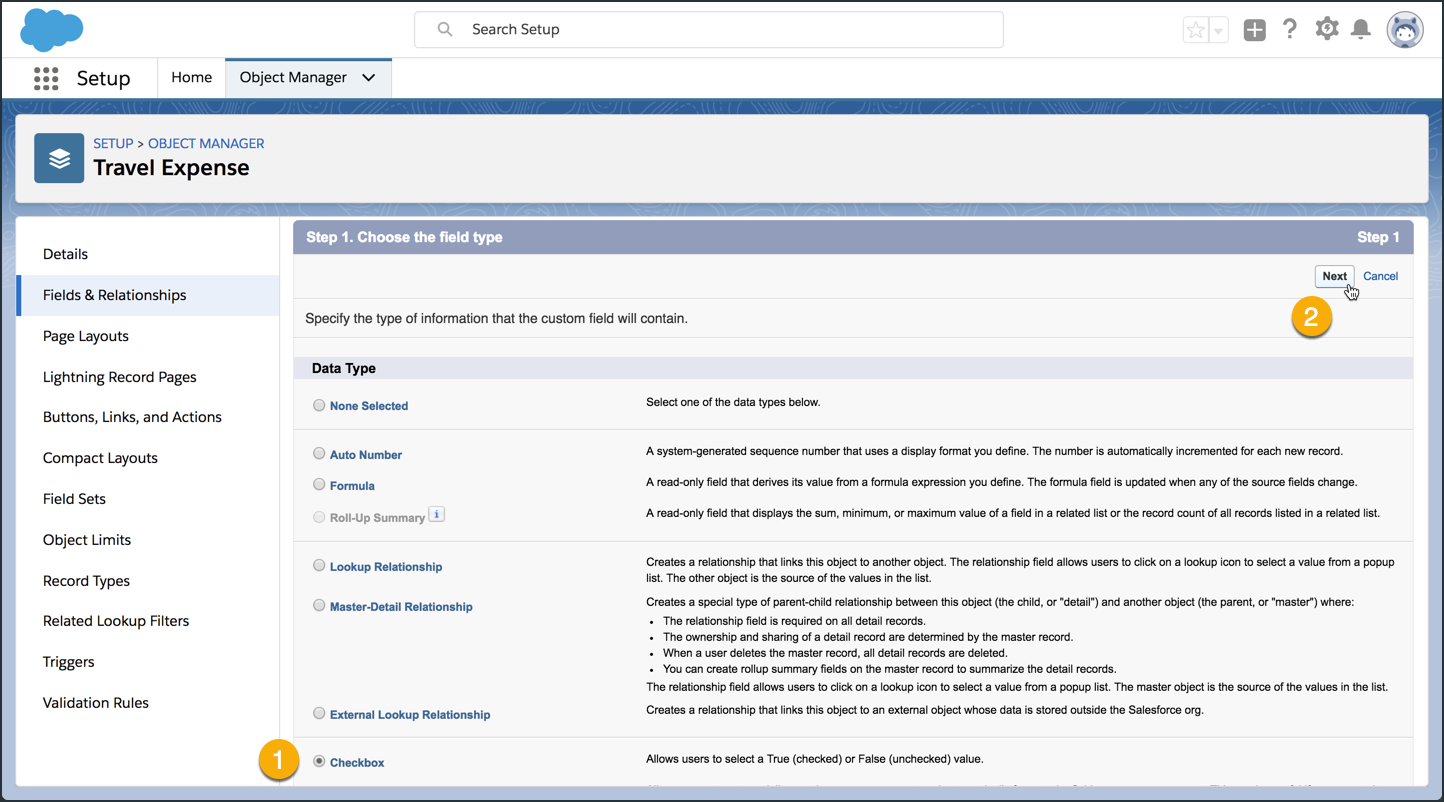 Search Setup
Setup
Home
Object Manager
SETUP > OBJECT MANAGER
Travel Expense
Details
Fields & Relationships
Page Layouts
Lightning Record Pages
Buttons, Links, and Actions
Compact Layouts
Field Sets
Object Limits
Record Types
Related Lookup Filters
Triggers
Validation Rules
Step 1. Choose the field type
Step 1
Next
Cancel
2
Specify the type of information that the custom field will contain.
Data Type
None Selected
Select one of the data types below.
Auto Number
A system-generated sequence number that uses a display format you define. The number is automatically incremented for each new record.
Formula
A read-only field that derives its value from a formula expression you define. The formula field is updated when any of the source fields change.
Roll-Up Summary
i
A read-only field that displays the sum, minimum, or maximum value of a field in a related list or the record count of all records listed in a related list.
Lookup Relationship
Creates a relationship that links this object to another object. The relationship field allows users to click on a lookup icon to select a value from a popup
list. The other object is the source of the values in the list.
Master-Detail Relationship
Creates a special type of parent-child relationship between this object (the child, or "detail") and another object (the parent, or "master") where:
• The relationship field is required on all detail records.
• The ownership and sharing of a detail record are determined by the master record.
• When a user deletes the master record, all detail records are deleted.
• You can create rollup summary fields on the master record to summarize the detail records.
The relationship field allows users to click on a lookup icon to select a value from a popup list. The master object is the source of the values in the list.
External Lookup Relationship
Creates a relationship that links this object to an external object whose data is stored outside the Salesforce org.
1
Checkbox
Allows users to select a True (checked) or False (unchecked) value.